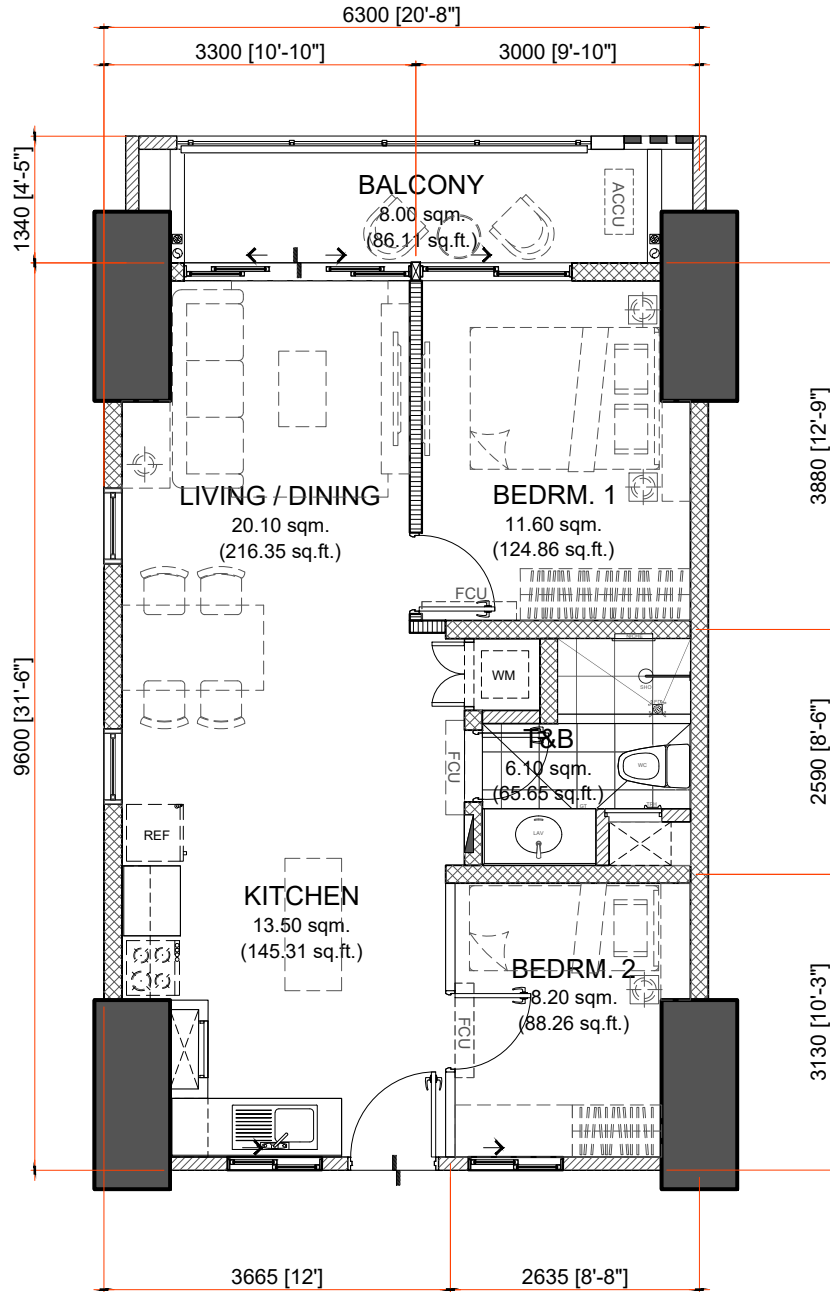 6300 [20'-8"]
3300 [10'-10"]
3000 [9'-10"]
1340 [4'-5"]
BALCONY
8.00 sqm.
(86.11 sq.ft.)
ACCU
LIVING / DINING
20.10 sqm.
(216.35 sq.ft.)
BEDRM. 1
11.60 sqm.
(124.86 sq.ft.)
3880 [12'-9"]
FCU
WM
SHO
9600 [31'-6"]
FCU
T&B
6.10 sqm.
(65.65 sq.ft.)
WC
GT
LAV
2590 [8'-6"]
REF
KITCHEN
13.50 sqm.
(145.31 sq.ft.)
BEDRM. 2
8.20 sqm.
(88.26 sq.ft.)
FCU
3130 [10'-3"]
3665 [12']
2635 [8'-8"]